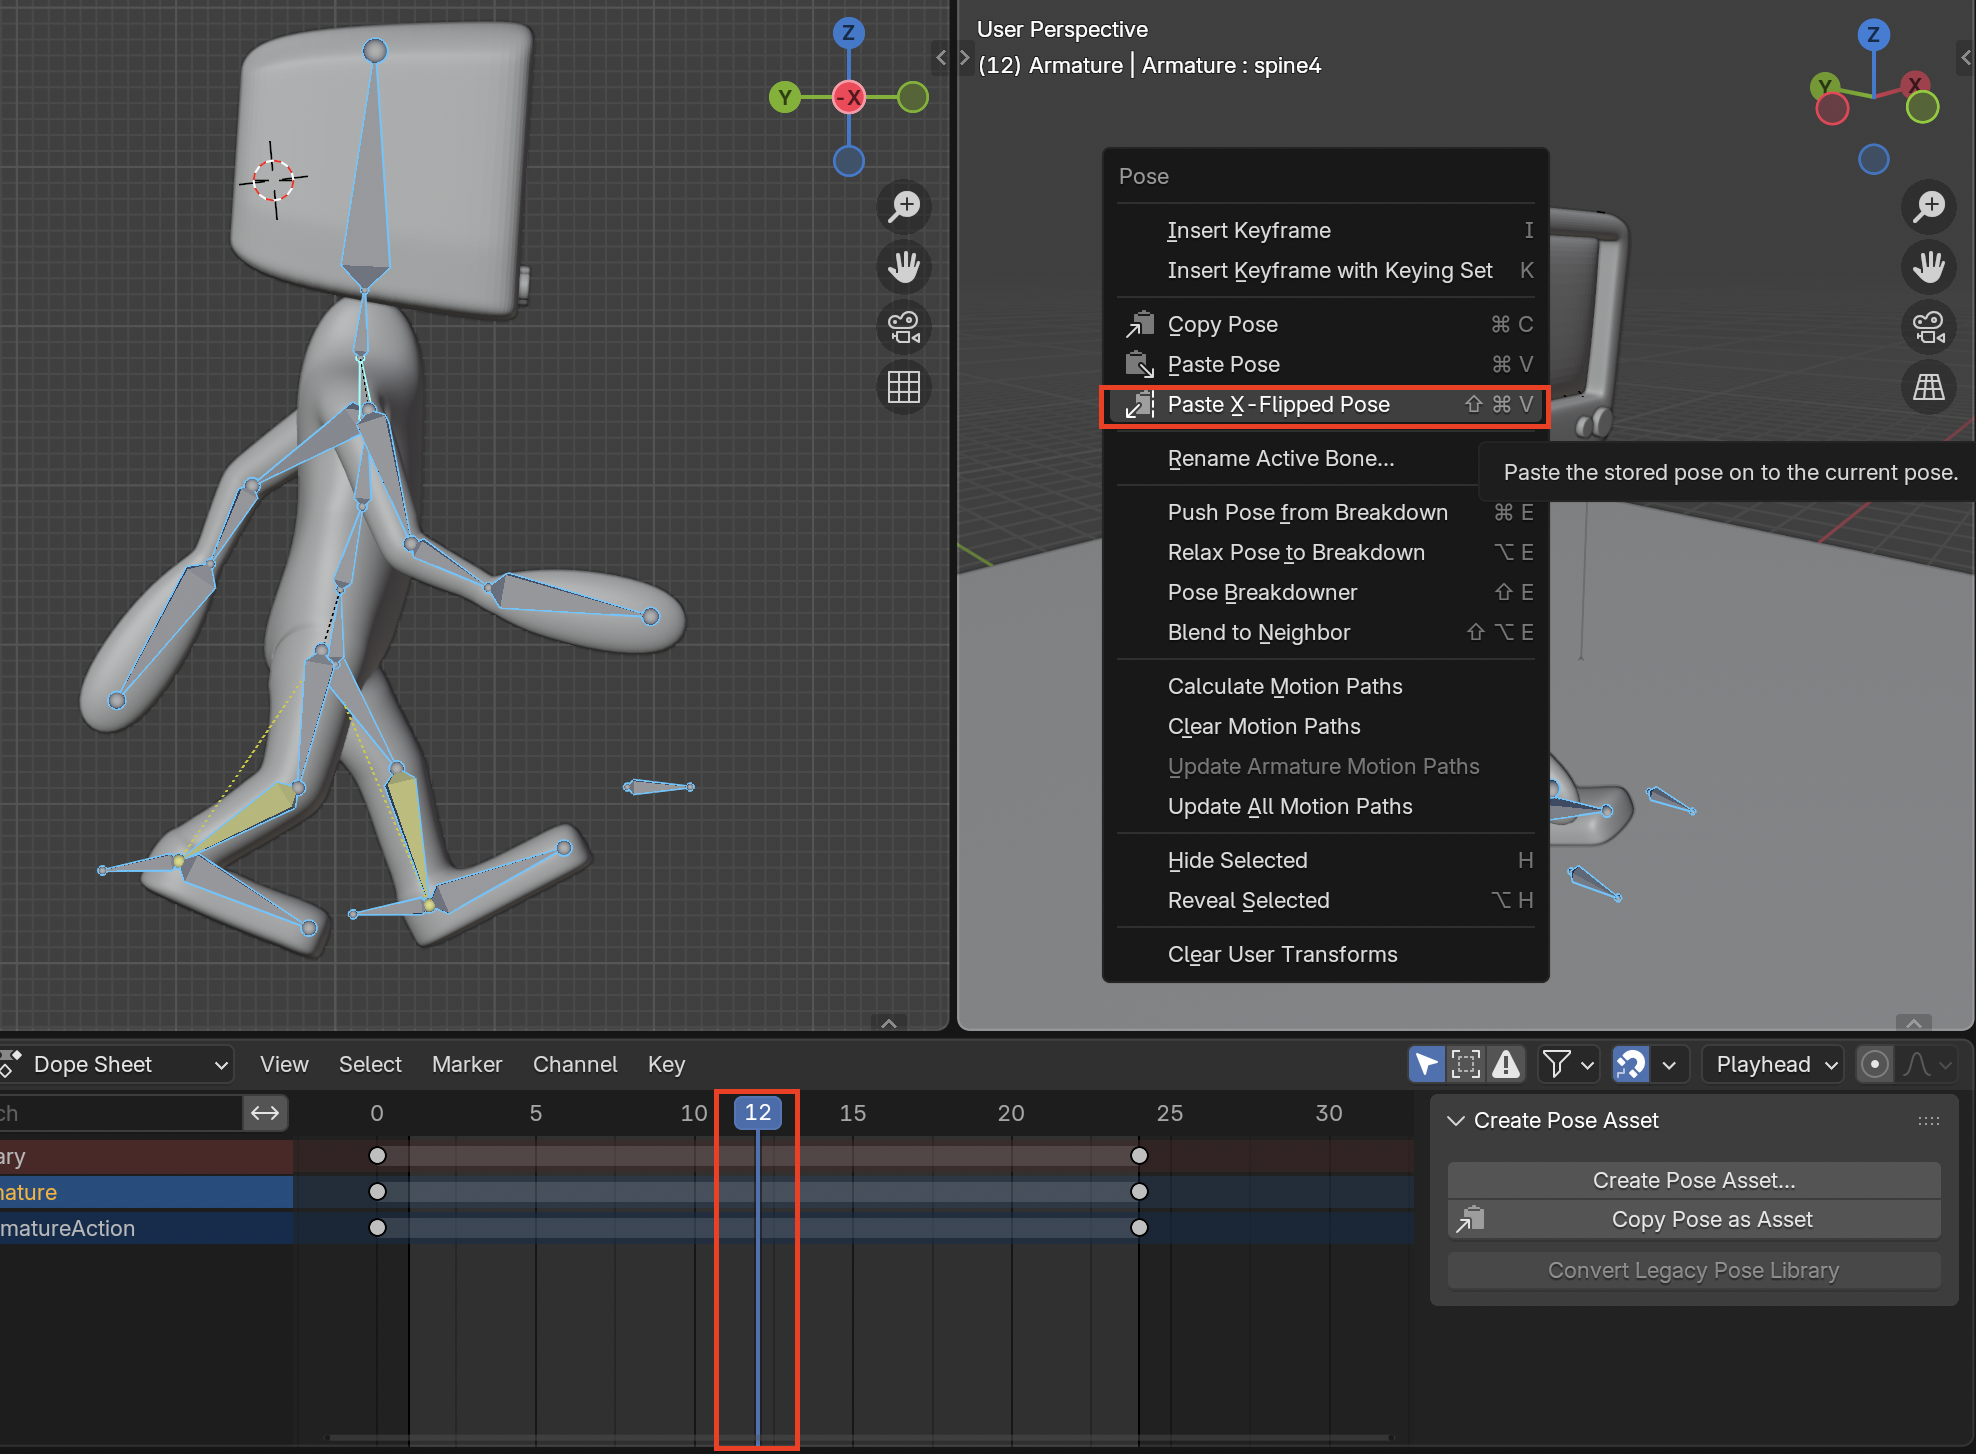 Z
Y
-X
User Perspective
(12) Armature | Armature : spine4
Z
Y
X
Pose
Insert Keyframe I
Insert Keyframe with Keying Set K
Copy Pose ⌘ C
Paste Pose ⌘ V
Paste X-Flipped Pose ⇧ ⌘ V
Paste the stored pose on to the current pose.
Rename Active Bone...
Push Pose from Breakdown ⌘ E
Relax Pose to Breakdown ⌥ E
Pose Breakdowner ⇧ E
Blend to Neighbor ⇧ ⌥ E
Calculate Motion Paths
Clear Motion Paths
Update Armature Motion Paths
Update All Motion Paths
Hide Selected H
Reveal Selected ⌥ H
Clear User Transforms
Dope Sheet View Select Marker Channel Key Playhead
ch 0 5 10 12 15 20 25 30
ary
nature
rmatureAction
Create Pose Asset
Create Pose Asset...
Copy Pose as Asset
Convert Legacy Pose Library